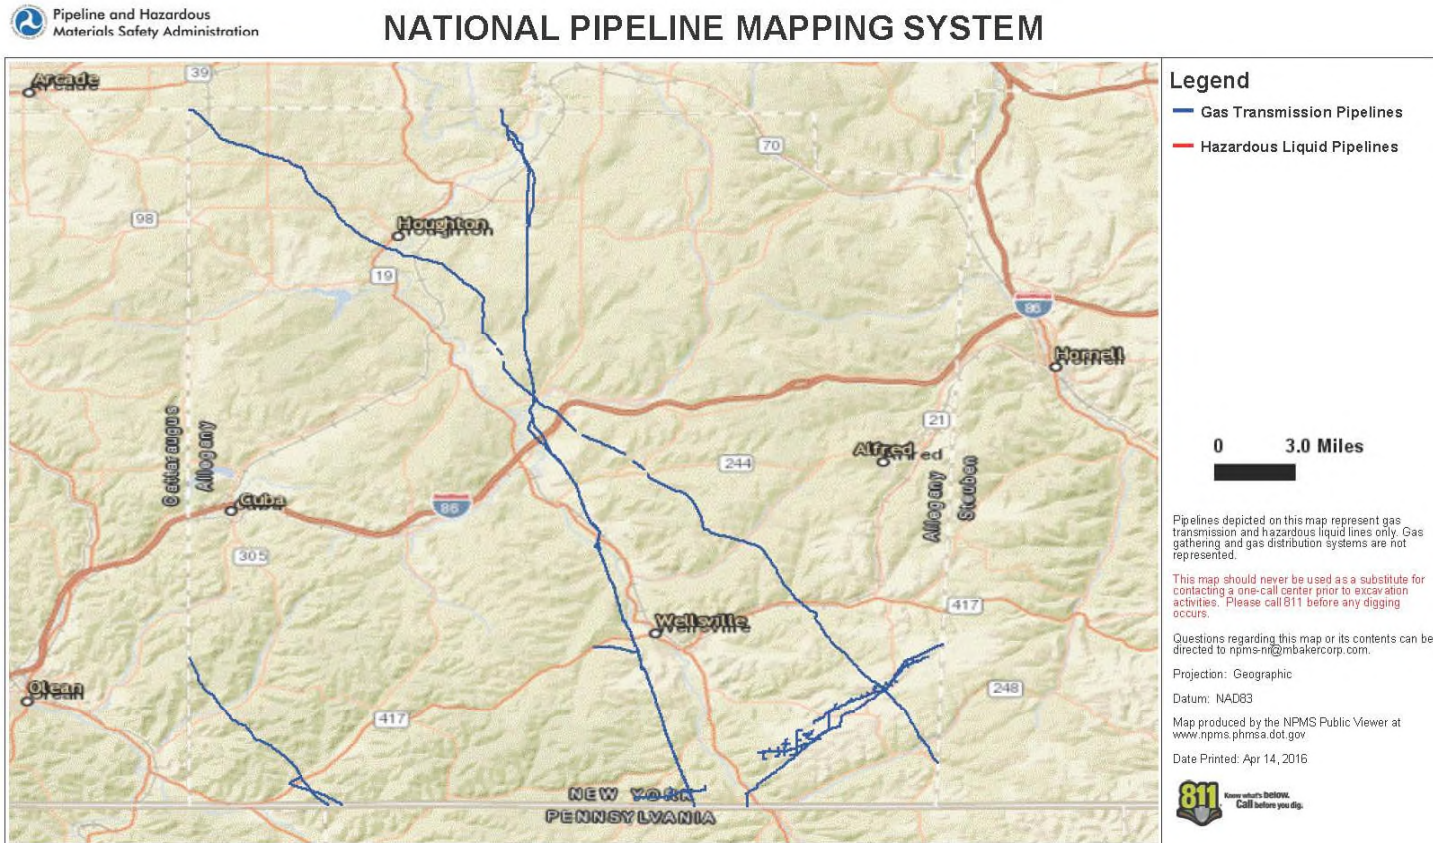 Pipeline and Hazardous
Materials Safety Administration
NATIONAL PIPELINE MAPPING SYSTEM
Arcade
39
70
98
Houghton
19
86
Hornell
21
Alfred
244
Cattaraugus
Allegany
Cuba
86
Allegany
Steuben
305
417
Wellsville
Olean
248
417
NEW YORK
PENNSYLVANIA
Legend
Gas Transmission Pipelines
Hazardous Liquid Pipelines
0 3.0 Miles
Pipelines depicted on this map represent gas
transmission and hazardous liquid lines only. Gas
gathering and gas distribution systems are not
represented.
This map should never be used as a substitute for
contacting a one-call center prior to excavation
activities. Please call 811 before any digging
occurs.
Questions regarding this map or its contents can be
directed to npms-nr@mbakercorp.com.
Projection: Geographic
Datum: NAD83
Map produced by the NPMS Public Viewer at
www.npms.phmsa.dot.gov
Date Printed: Apr 14, 2016
811
Know what's below.
Call before you dig.